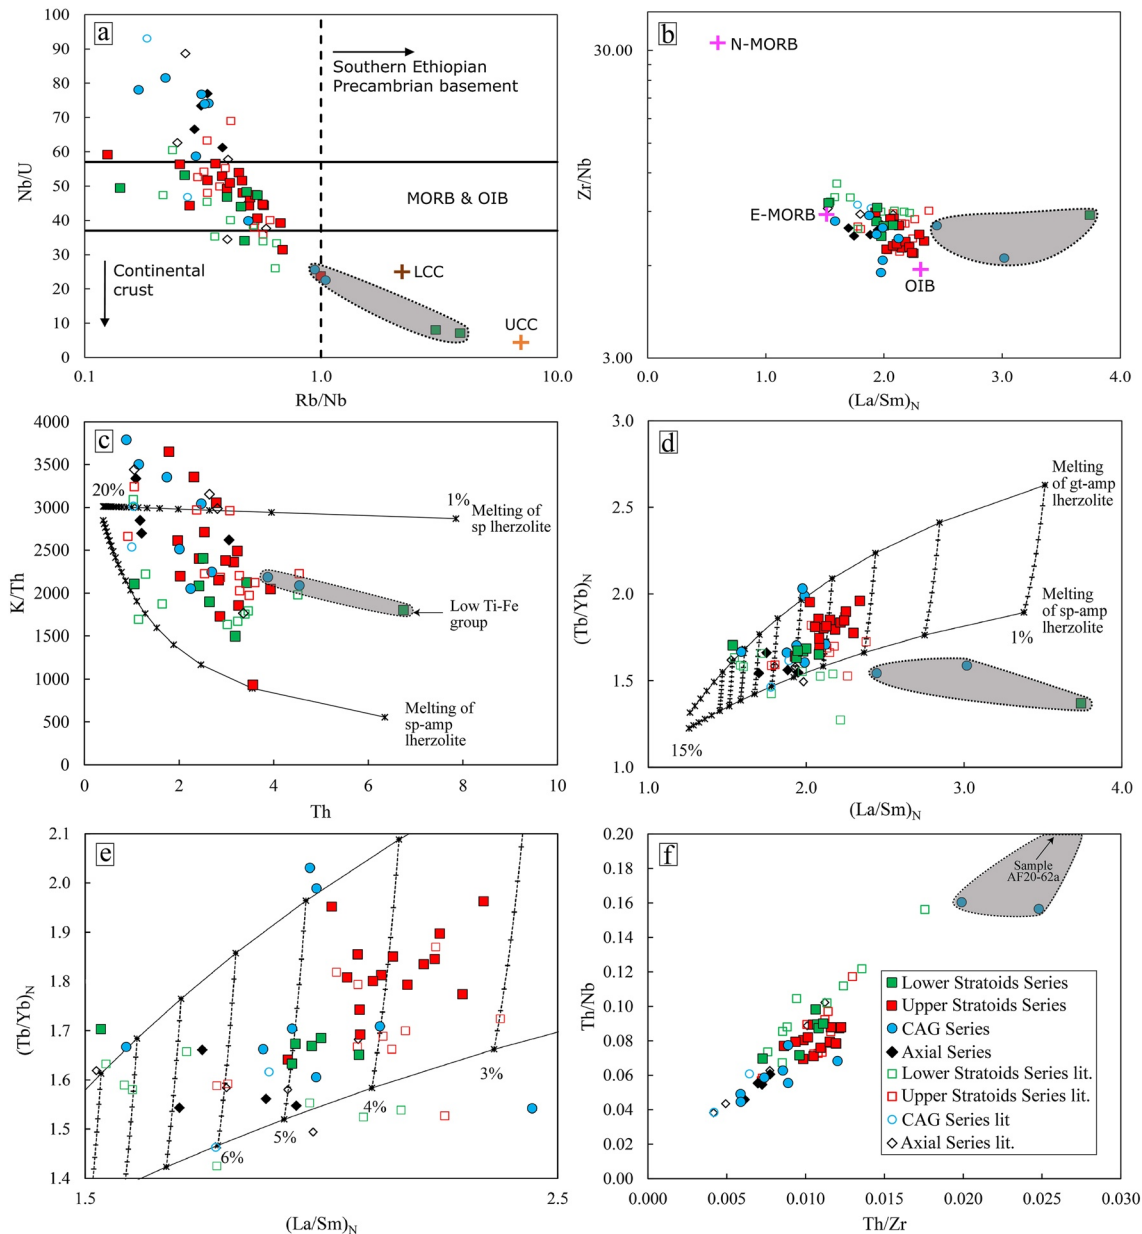 a
100
90
80
70
60
50
40
30
20
10
0
Nb/U
Southern Ethiopian
Precambrian basement
MORB & OIB
Continental
crust
LCC
UCC
0.1
1.0
10.0
Rb/Nb
b
30.00
3.00
Zr/Nb
N-MORB
E-MORB
OIB
0.0
1.0
2.0
3.0
4.0
(La/Sm)N
c
4000
3500
3000
2500
2000
1500
1000
500
0
K/Th
20%
1%
Melting of
sp lherzolite
Low Ti-Fe
group
Melting of
sp-amp
lherzolite
0
2
4
6
8
10
Th
d
3.0
2.5
2.0
1.5
1.0
(Tb/Yb)N
Melting
of gt-amp
lherzolite
Melting of
sp-amp
lherzolite
1%
15%
1.0
2.0
3.0
4.0
(La/Sm)N
e
2.1
2.0
1.9
1.8
1.7
1.6
1.5
1.4
(Tb/Yb)N
3%
4%
5%
6%
1.5
2.5
(La/Sm)N
f
0.20
0.18
0.16
0.14
0.12
0.10
0.08
0.06
0.04
0.02
0.00
Th/Nb
Sample
AF20-62a
Lower Stratoids Series
Upper Stratoids Series
CAG Series
Axial Series
Lower Stratoids Series lit.
Upper Stratoids Series lit.
CAG Series lit
Axial Series lit.
0.000
0.005
0.010
0.015
0.020
0.025
0.030
Th/Zr